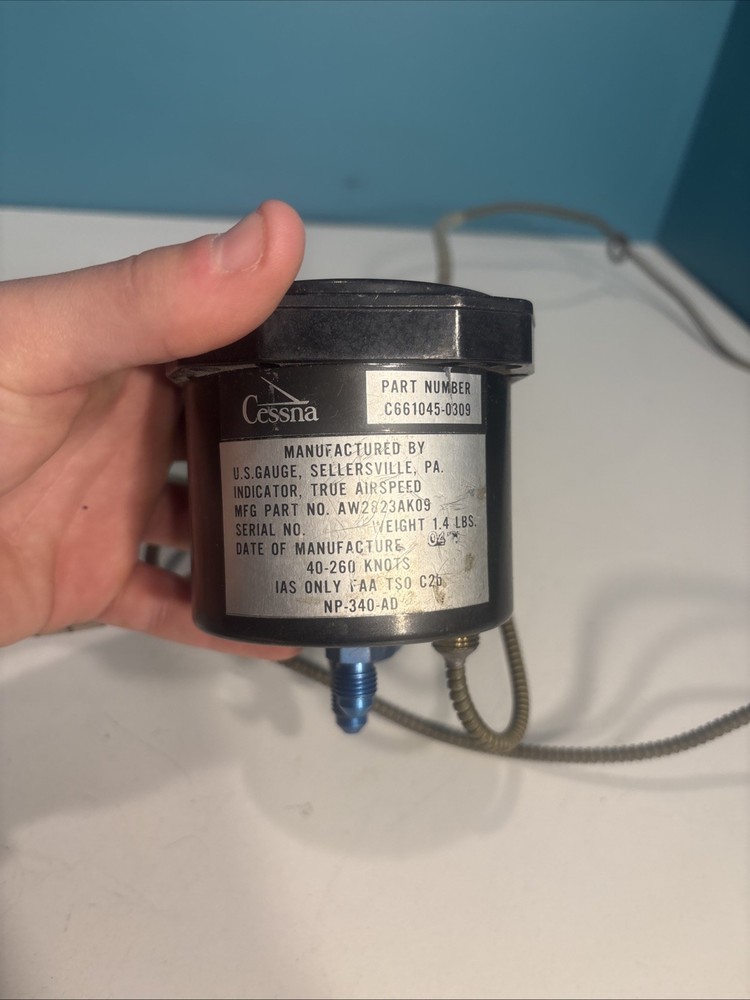 Cessna
PART NUMBER
C661045-0309
MANUFACTURED BY
U.S.GAUGE, SELLERSVILLE, PA.
INDICATOR, TRUE AIRSPEED
MFG PART NO. AW2823AK09
SERIAL NO. WEIGHT 1.4 LBS.
DATE OF MANUFACTURE
40-260 KNOTS
IAS ONLY FAA TSO C2b
NP-340-AD